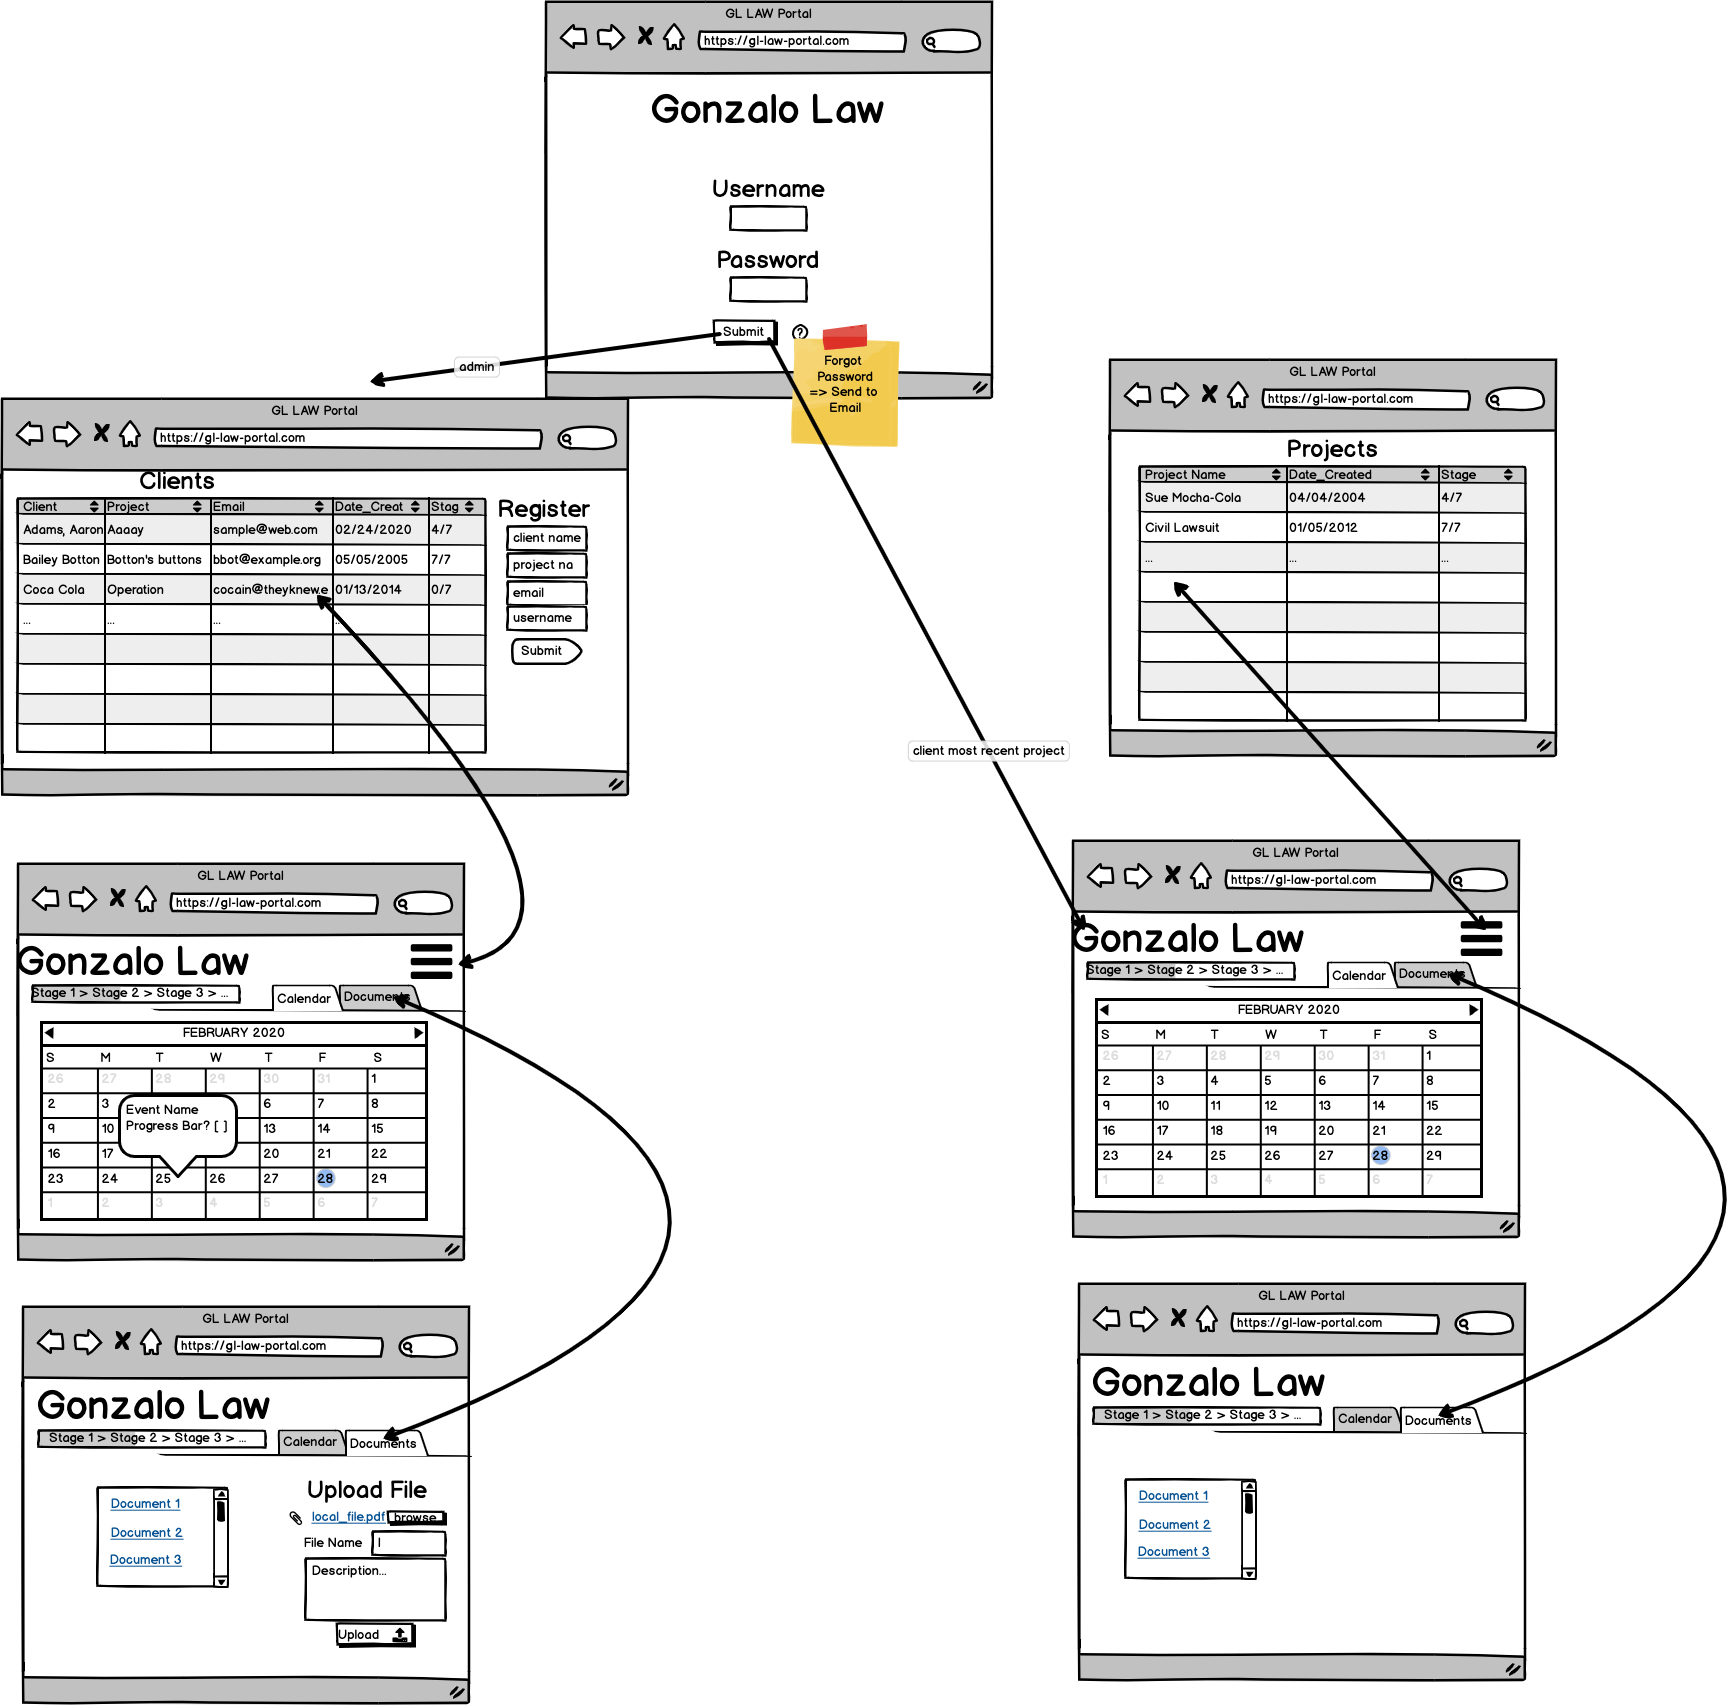 GL LAW Portal
https://gl-law-portal.com
Gonzalo Law
Username
Password
Submit
?
Forgot
Password
=> Send to
Email
admin
client most recent project
GL LAW Portal
https://gl-law-portal.com
Clients
Client Project Email Date_Creat Stag
Adams, Aaron Aaaay sample@web.com 02/24/2020 4/7
Bailey Botton Botton's buttons bbot@example.org 05/05/2005 7/7
Coca Cola Operation cocain@theyknew.e 01/13/2014 0/7
... ... ... ...
Register
client name
project na
email
username
Submit
GL LAW Portal
https://gl-law-portal.com
Projects
Project Name Date_Created Stage
Sue Mocha-Cola 04/04/2004 4/7
Civil Lawsuit 01/05/2012 7/7
... ... ...
GL LAW Portal
https://gl-law-portal.com
Gonzalo Law
Stage 1 > Stage 2 > Stage 3 > ...
Calendar Documents
FEBRUARY 2020
S M T W T F S
26 27 28 29 30 31 1
2 3 6 7 8
9 10 13 14 15
16 17 20 21 22
23 24 25 26 27 28 29
1 2 3 4 5 6 7
Event Name
Progress Bar? [ ]
GL LAW Portal
https://gl-law-portal.com
Gonzalo Law
Stage 1 > Stage 2 > Stage 3 > ...
Calendar Documents
FEBRUARY 2020
S M T W T F S
26 27 28 29 30 31 1
2 3 4 5 6 7 8
9 10 11 12 13 14 15
16 17 18 19 20 21 22
23 24 25 26 27 28 29
1 2 3 4 5 6 7
GL LAW Portal
https://gl-law-portal.com
Gonzalo Law
Stage 1 > Stage 2 > Stage 3 > ...
Calendar Documents
Document 1
Document 2
Document 3
Upload File
local_file.pdf browse
File Name
Description...
Upload
GL LAW Portal
https://gl-law-portal.com
Gonzalo Law
Stage 1 > Stage 2 > Stage 3 > ...
Calendar Documents
Document 1
Document 2
Document 3